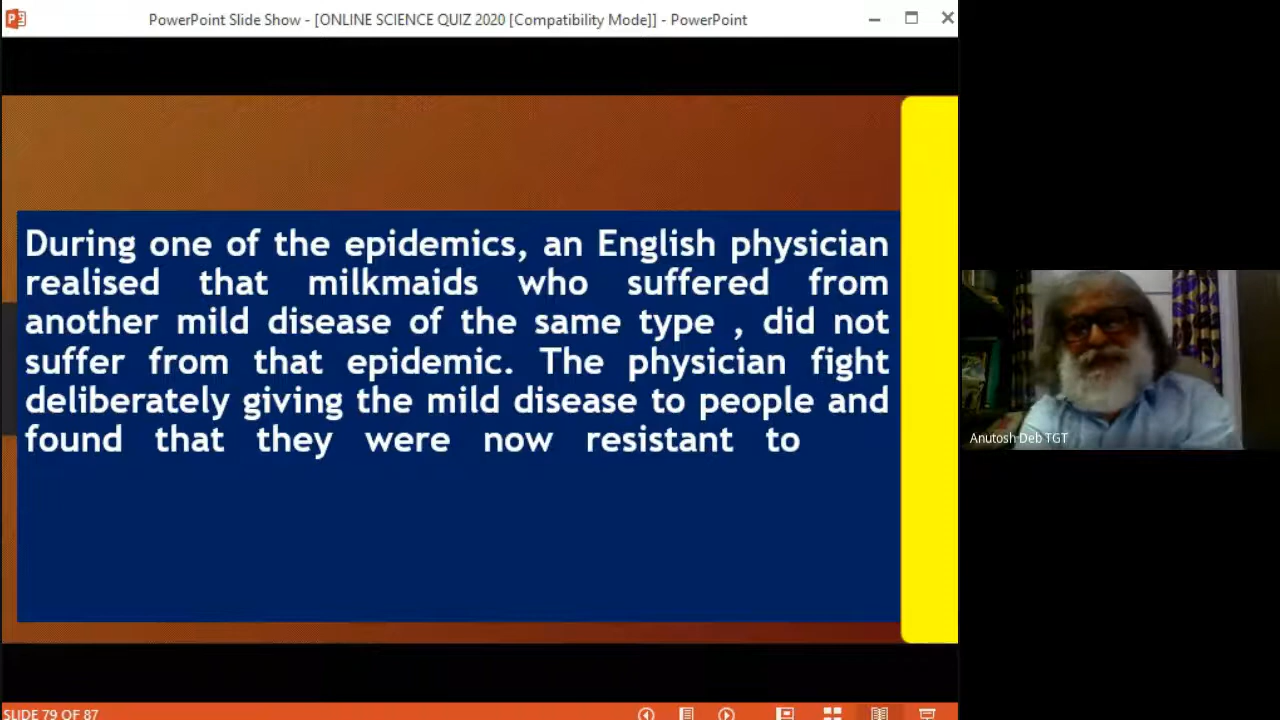 PowerPoint Slide Show - [ONLINE SCIENCE QUIZ 2020 [Compatibility Mode]] - PowerPoint
During one of the epidemics, an English physician
realised that milkmaids who suffered from
another mild disease of the same type , did not
suffer from that epidemic. The physician fight
deliberately giving the mild disease to people and
found that they were now resistant to
Anutosh Deb TGT
SLIDE 79 OF 87